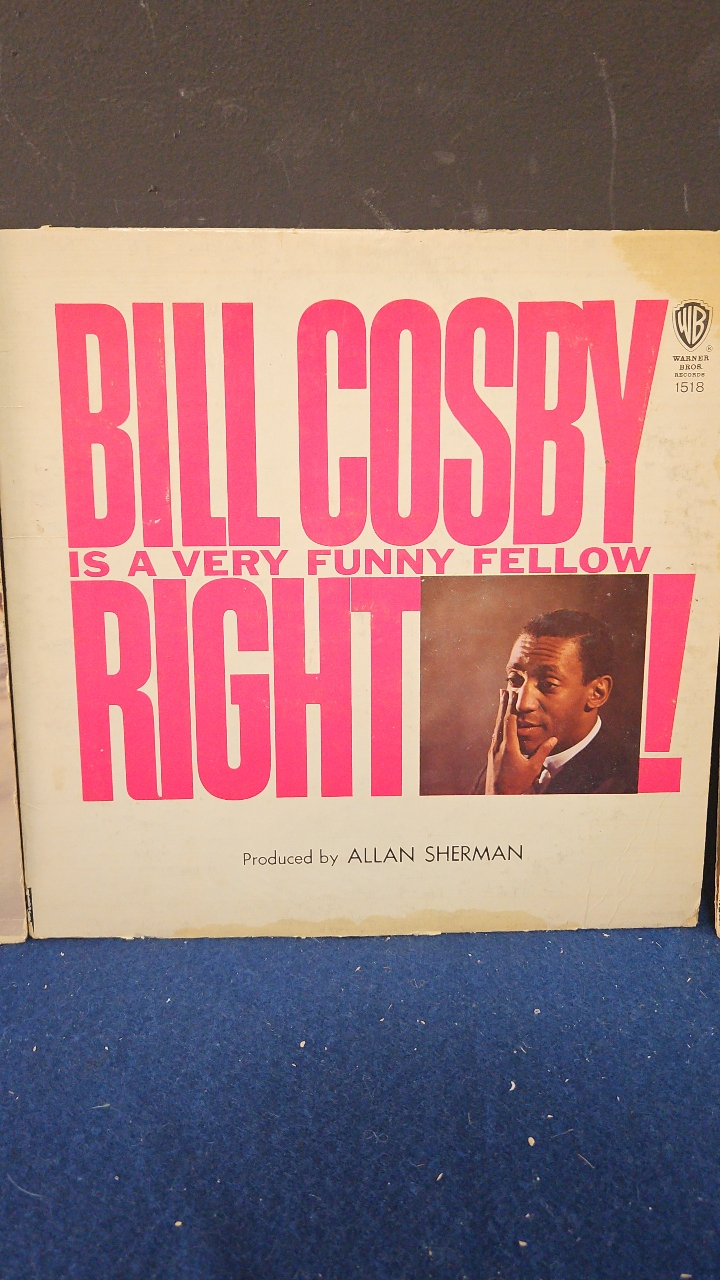 BILL COSBY
WB
®
WARNER
BROS.
RECORDS
1518
IS A VERY FUNNY FELLOW
RIGHT!
Produced by ALLAN SHERMAN